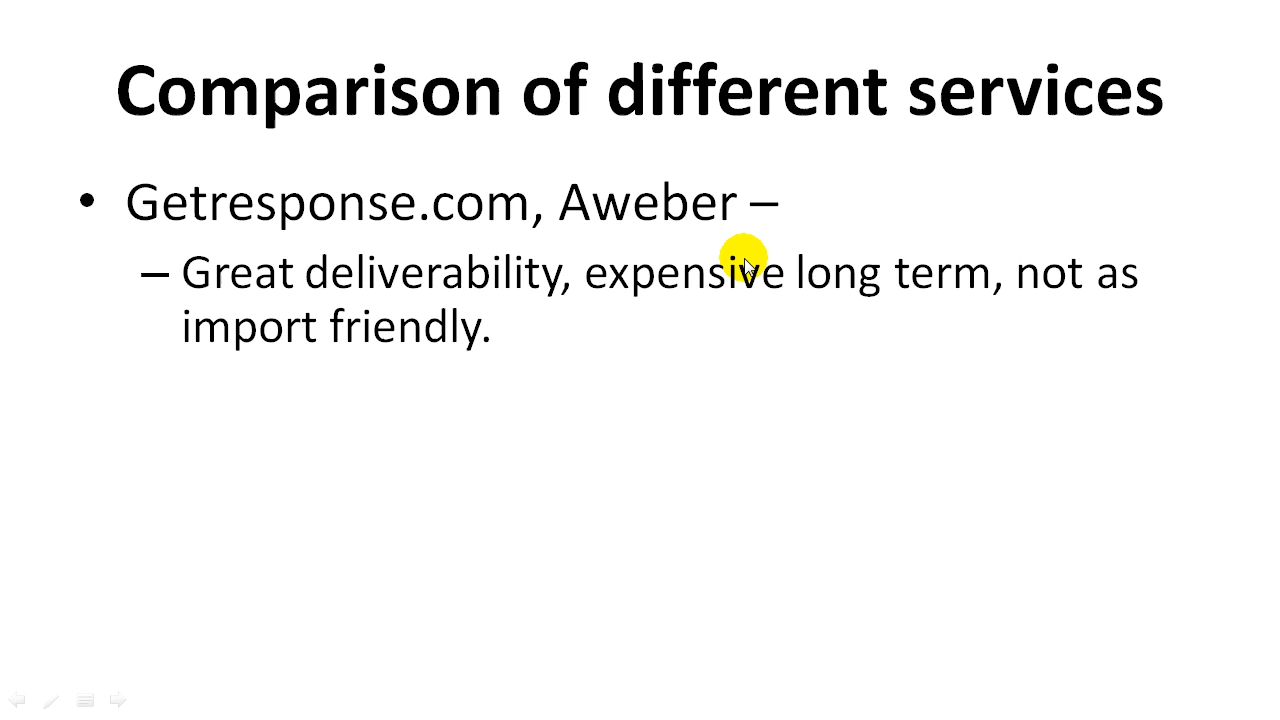 Comparison of different services
• Getresponse.com, Aweber –
– Great deliverability, expensive long term, not as
import friendly.